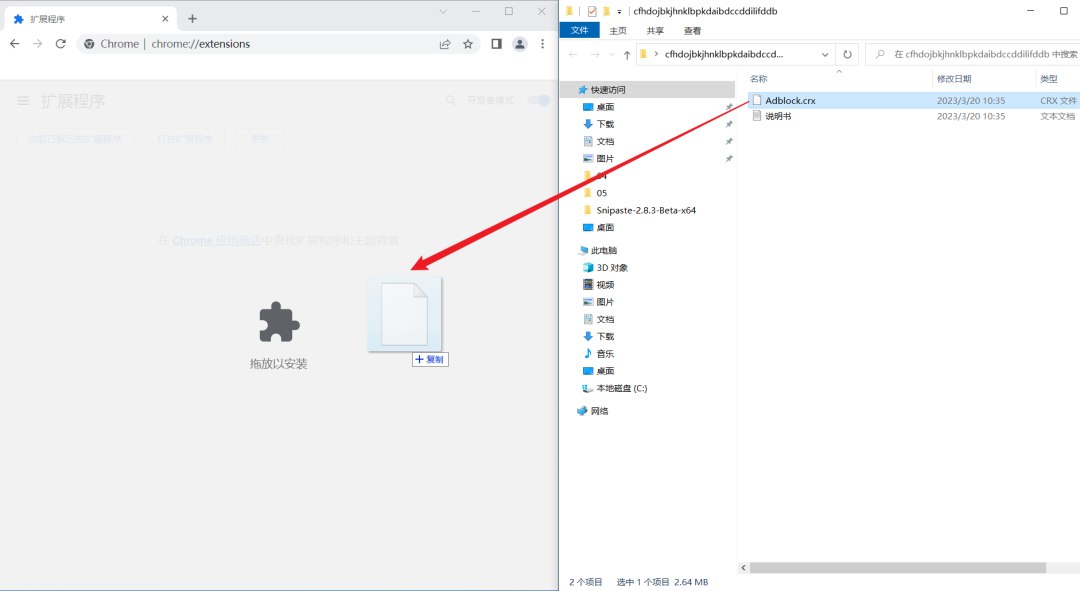 扩展程序
Chrome | chrome://extensions
扩展程序
开发者模式
加载已解压的扩展程序 打包扩展程序 更新
在 Chrome 应用商店中查找扩展程序和主题背景
拖放以安装
复制
cfhdojbkjhnklbpkdaibdccddilifddb
文件 主页 共享 查看
cfhdojbkjhnklbpkdaibdccd...
在 cfhdojbkjhnklbpkdaibdccddilifddb 中搜索
名称 修改日期 类型
Adblock.crx 2023/3/20 10:35 CRX 文件
说明书 2023/3/20 10:35 文本文档
快速访问
桌面
下载
文档
图片
04
05
Snipaste-2.8.3-Beta-x64
桌面
此电脑
3D 对象
视频
图片
文档
下载
音乐
桌面
本地磁盘 (C:)
网络
2 个项目 选中 1 个项目 2.64 MB